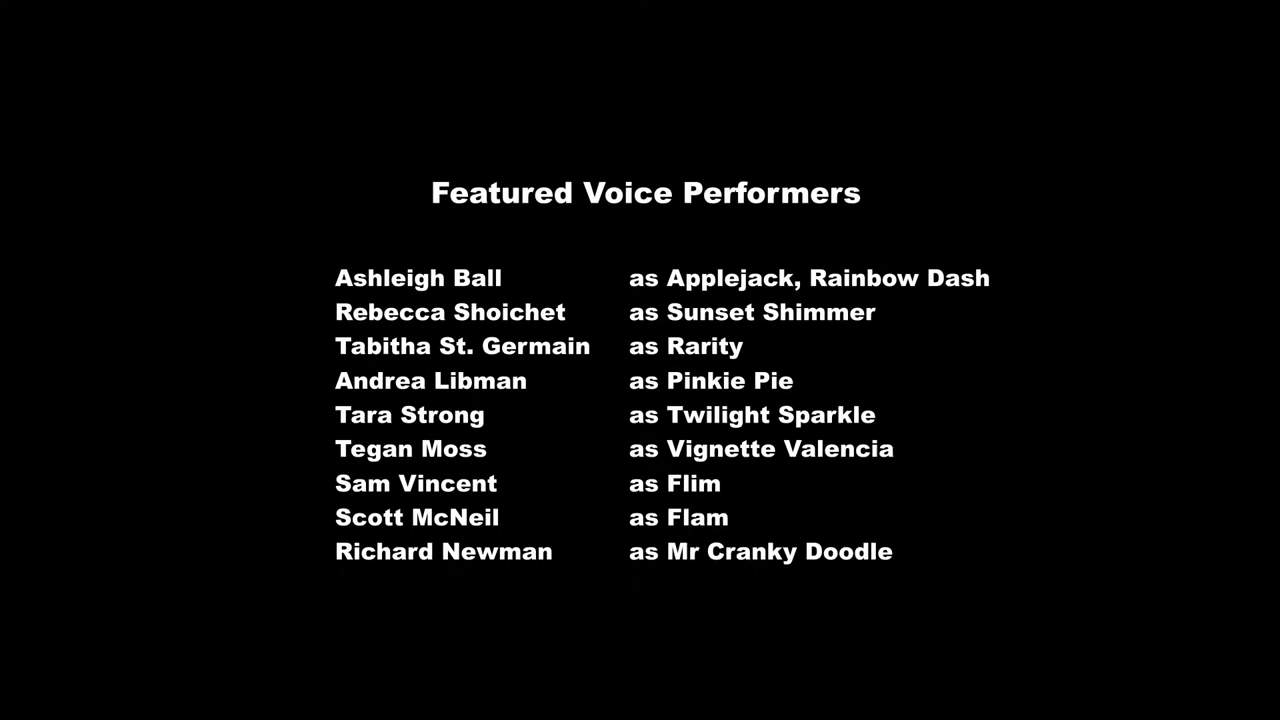 Featured Voice Performers
Ashleigh Ball as Applejack, Rainbow Dash
Rebecca Shoichet as Sunset Shimmer
Tabitha St. Germain as Rarity
Andrea Libman as Pinkie Pie
Tara Strong as Twilight Sparkle
Tegan Moss as Vignette Valencia
Sam Vincent as Flim
Scott McNeil as Flam
Richard Newman as Mr Cranky Doodle